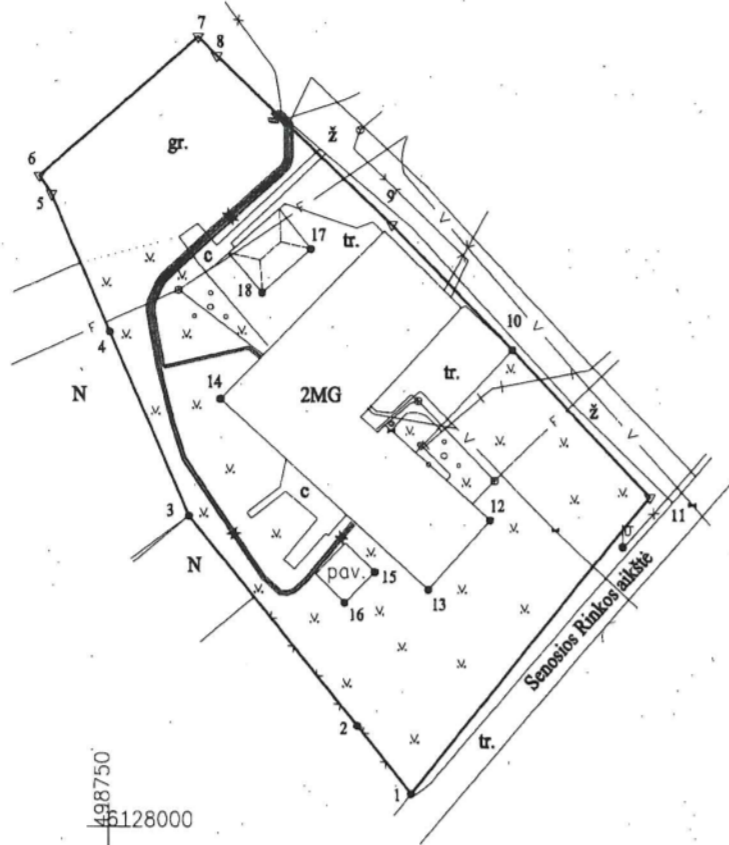 7
8
ž
gr.
6
5
9
17
c
tr.
18
F
F
4
10
V
N
14
2MG
tr.
ž
F
V
V
c
3
12
11
N
pav.
15
13
16
Senosios Rinkos aikštė
2
tr.
1
498750
6128000